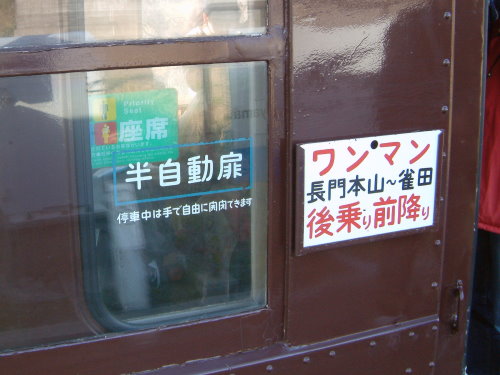 Priority
Seat
座席
半自動扉
停車中は手で自由に開閉できます
ワンマン
長門本山～雀田
後乗り前降り